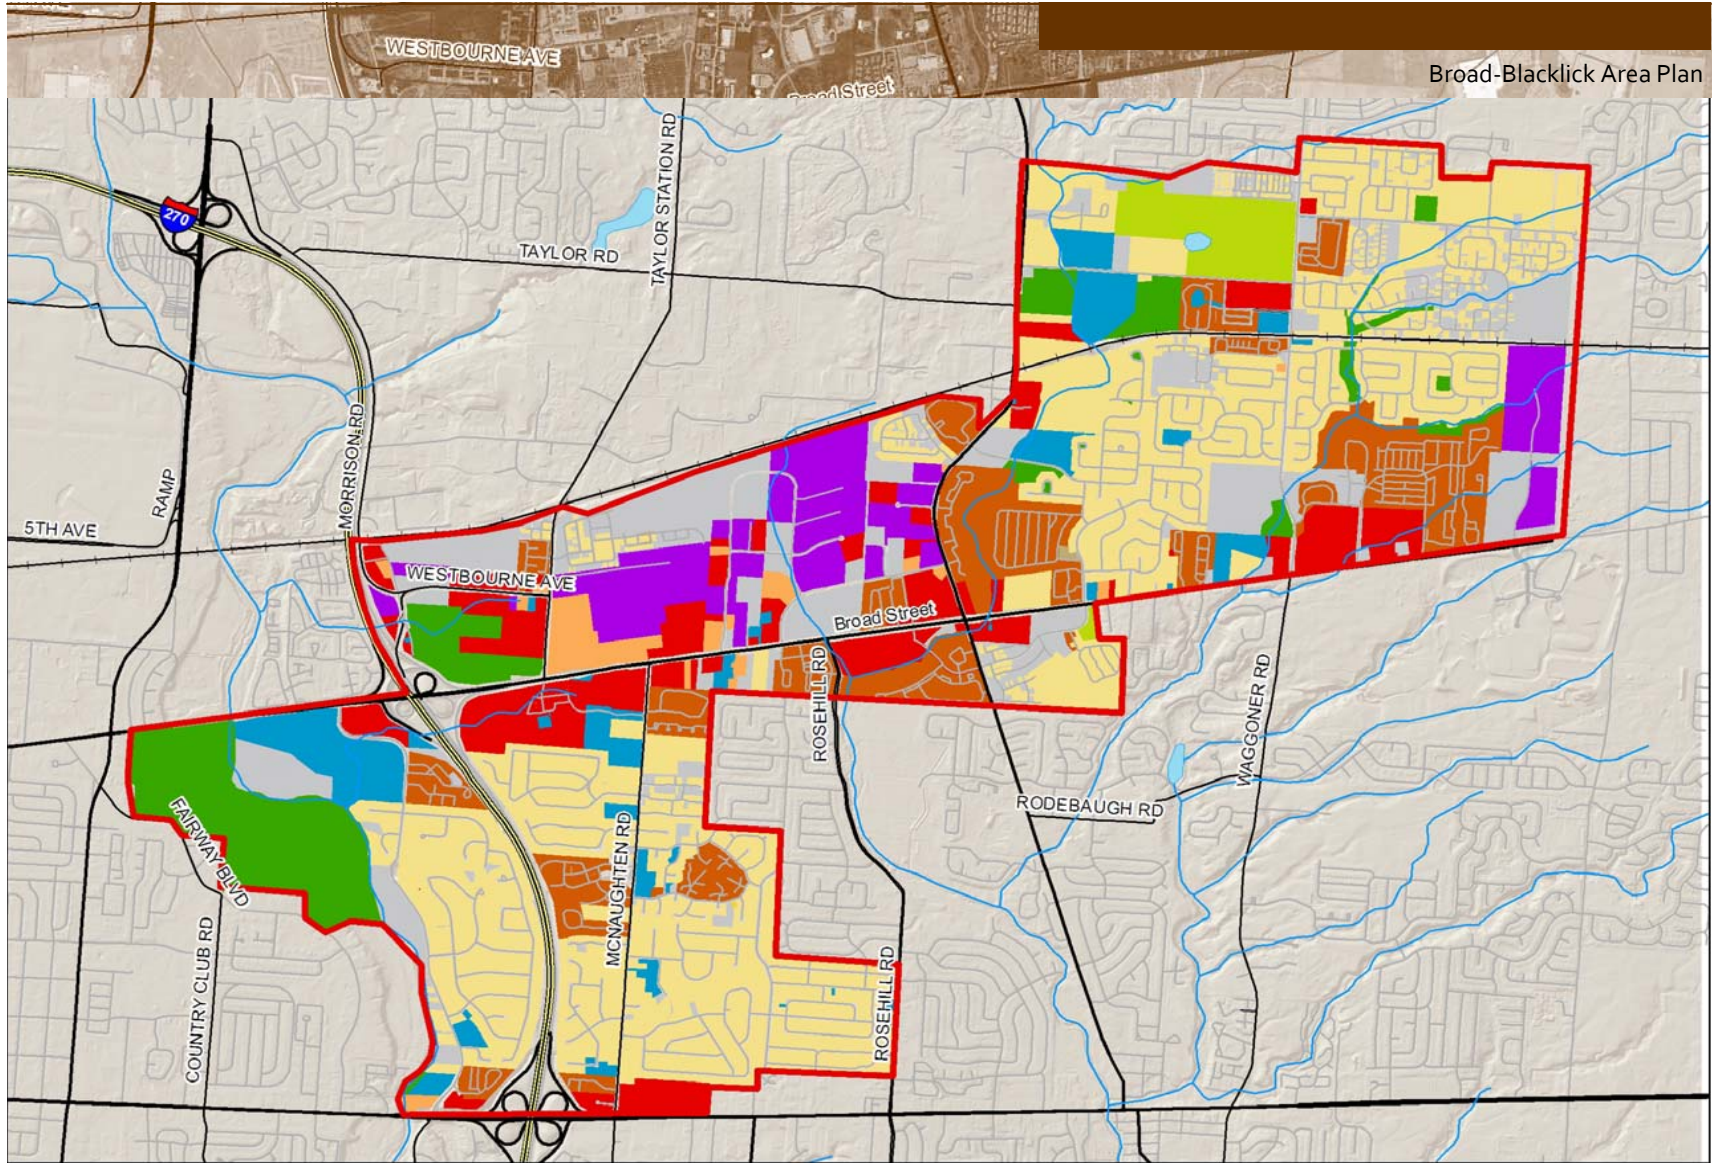 WESTBOURNE AVE
Broad Street
Broad-Blacklick Area Plan
TAYLOR STATION RD
270
TAYLOR RD
MORRISON RD
RAMP
5TH AVE
WESTBOURNE AVE
Broad Street
ROSEHILL RD
WAGGONER RD
RODEBAUGH RD
FAIRWAY BLVD
MCNAUGHTEN RD
COUNTRY CLUB RD
ROSEHILL RD